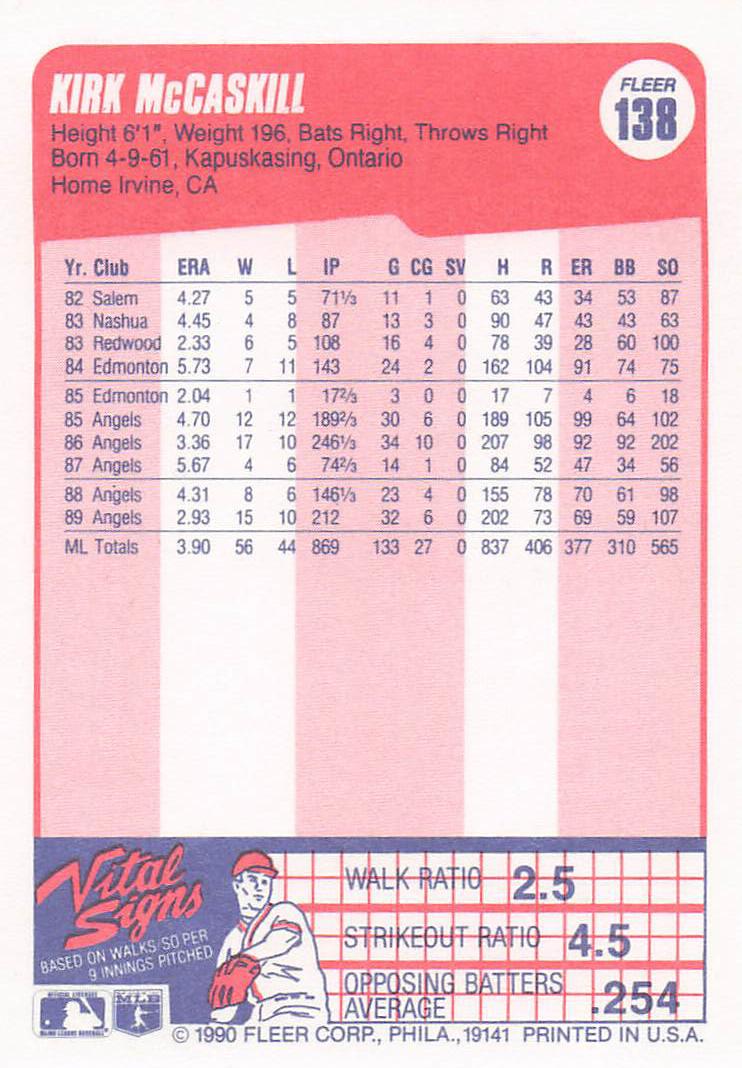 KIRK McCASKILL
FLEER
138
Height 6'1", Weight 196, Bats Right, Throws Right
Born 4-9-61, Kapuskasing, Ontario
Home Irvine, CA
Yr. Club ERA W L IP G CG SV H R ER BB SO
82 Salem 4.27 5 5 71⅓ 11 1 0 63 43 34 53 87
83 Nashua 4.45 4 8 87 13 3 0 90 47 43 43 63
83 Redwood 2.33 6 5 108 16 4 0 78 39 28 60 100
84 Edmonton 5.73 7 11 143 24 2 0 162 104 91 74 75
85 Edmonton 2.04 1 1 17⅔ 3 0 0 17 7 4 6 18
85 Angels 4.70 12 12 189⅔ 30 6 0 189 105 99 64 102
86 Angels 3.36 17 10 246⅓ 34 10 0 207 98 92 92 202
87 Angels 5.67 4 6 74⅔ 14 1 0 84 52 47 34 56
88 Angels 4.31 8 6 146⅓ 23 4 0 155 78 70 61 98
89 Angels 2.93 15 10 212 32 6 0 202 73 69 59 107
ML Totals 3.90 56 44 869 133 27 0 837 406 377 310 565
Vital
Signs
BASED ON WALKS/SO PER
9 INNINGS PITCHED
WALK RATIO 2.5
STRIKEOUT RATIO 4.5
OPPOSING BATTERS
AVERAGE .254
© 1990 FLEER CORP., PHILA., 19141 PRINTED IN U.S.A.